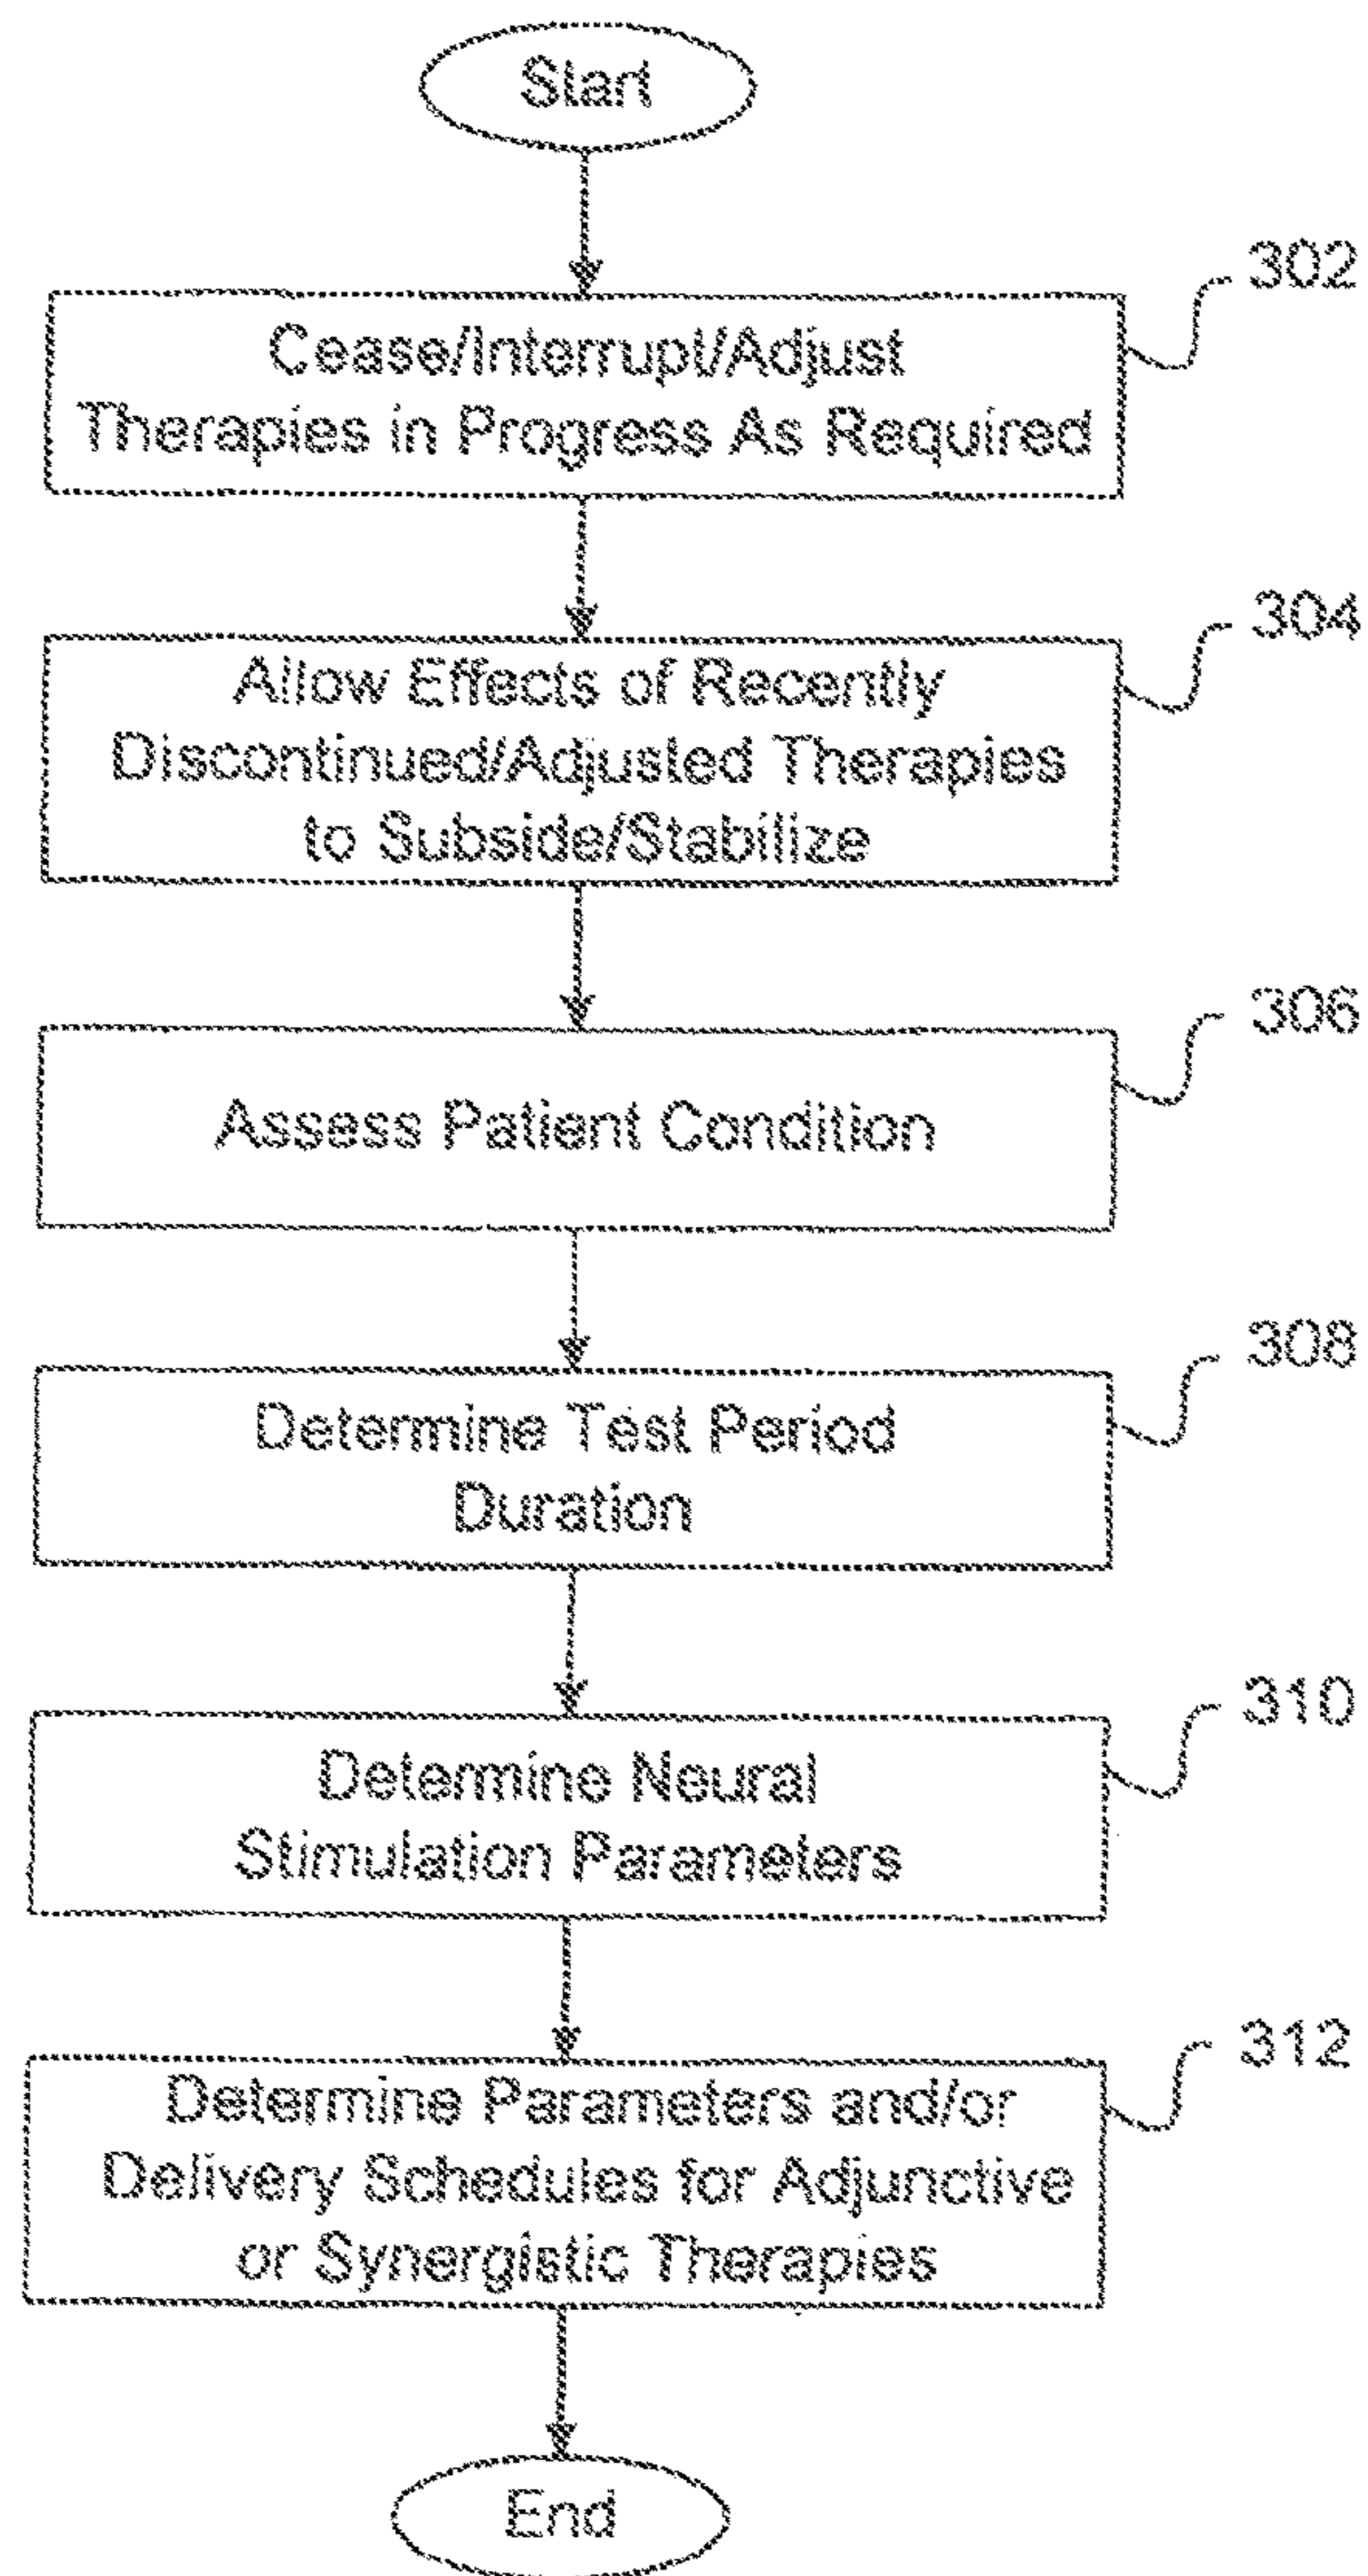 Start
302
Cease/Interrupt/Adjust
Therapies in Progress As Required
304
Allow Effects of Recently
Discontinued/Adjusted Therapies
to Subside/Stabilize
306
Assess Patient Condition
308
Determine Test Period
Duration
310
Determine Neural
Stimulation Parameters
312
Determine Parameters and/or
Delivery Schedules for Adjunctive
or Synergistic Therapies
End